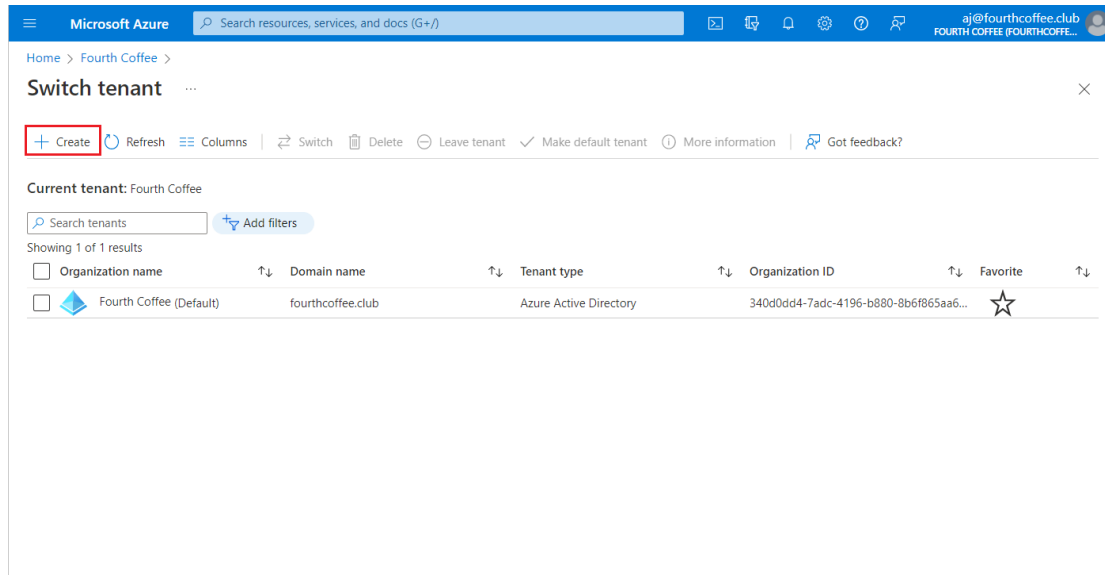 Microsoft Azure Search resources, services, and docs (G+/) aj@fourthcoffee.club
FOURTH COFFEE (FOURTHCOFFE...
Home > Fourth Coffee >
Switch tenant ...
Create Refresh Columns Switch Delete Leave tenant Make default tenant More information Got feedback?
Current tenant: Fourth Coffee
Search tenants Add filters
Showing 1 of 1 results
Organization name Domain name Tenant type Organization ID Favorite
Fourth Coffee (Default) fourthcoffee.club Azure Active Directory 340d0dd4-7adc-4196-b880-8b6f865aa6...